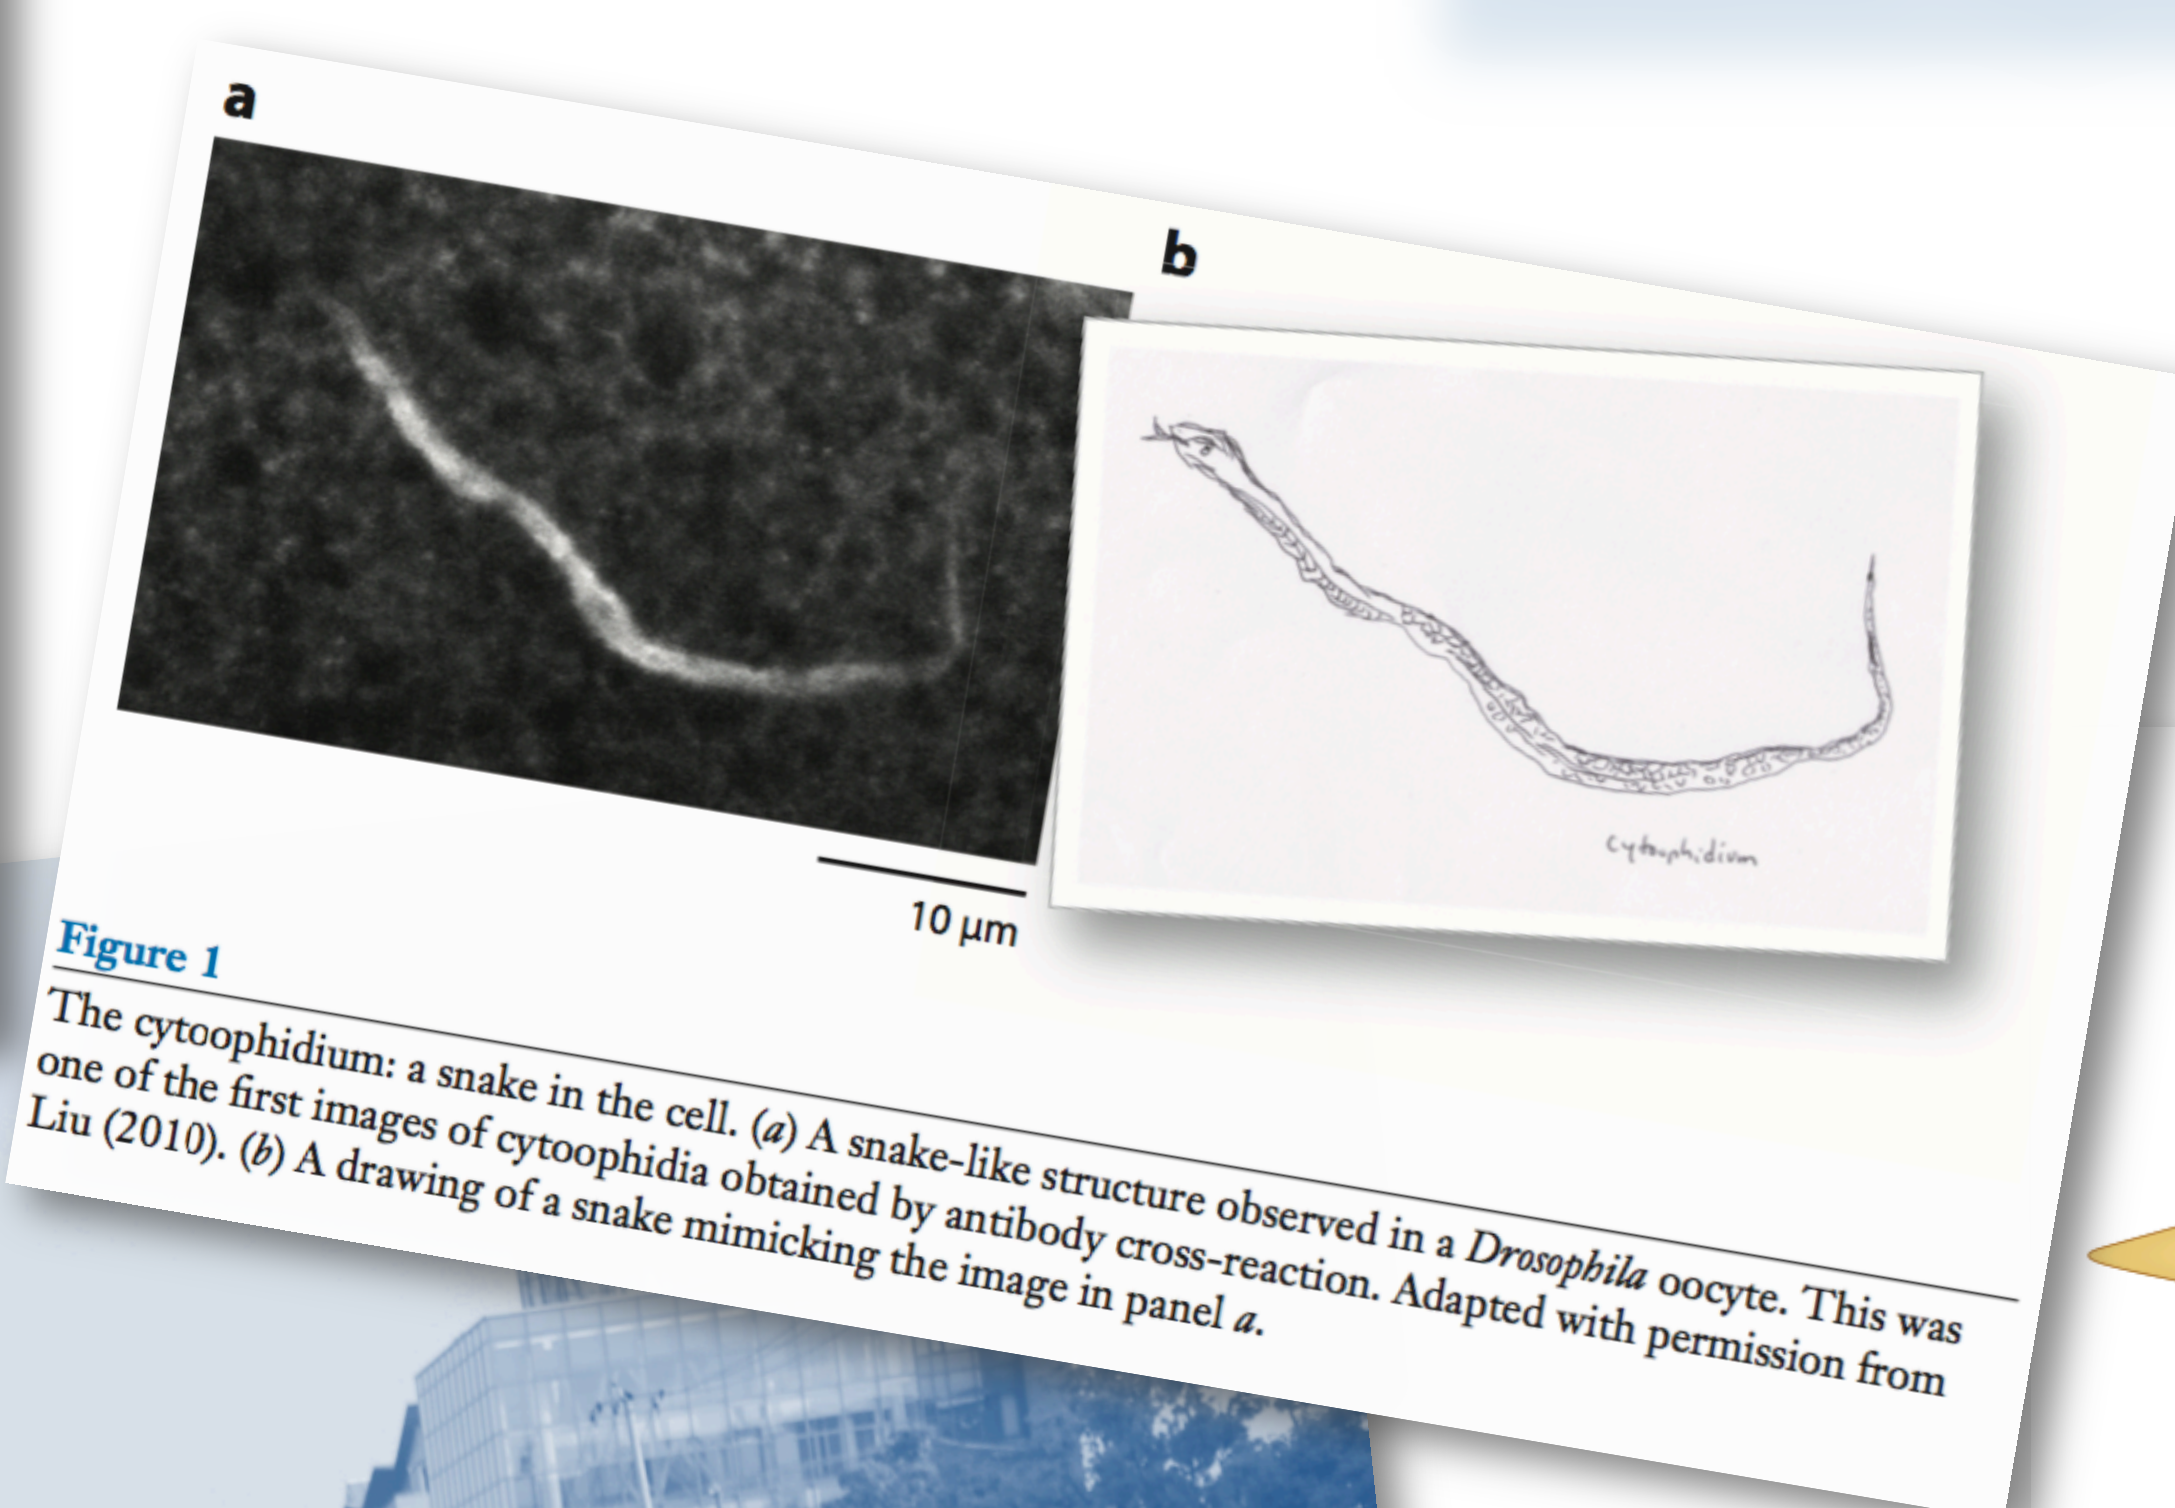 a
b
Cytoophidium
10 µm
Figure 1
The cytoophidium: a snake in the cell. (a) A snake-like structure observed in a Drosophila oocyte. This was
one of the first images of cytoophidia obtained by antibody cross-reaction. Adapted with permission from
Liu (2010). (b) A drawing of a snake mimicking the image in panel a.